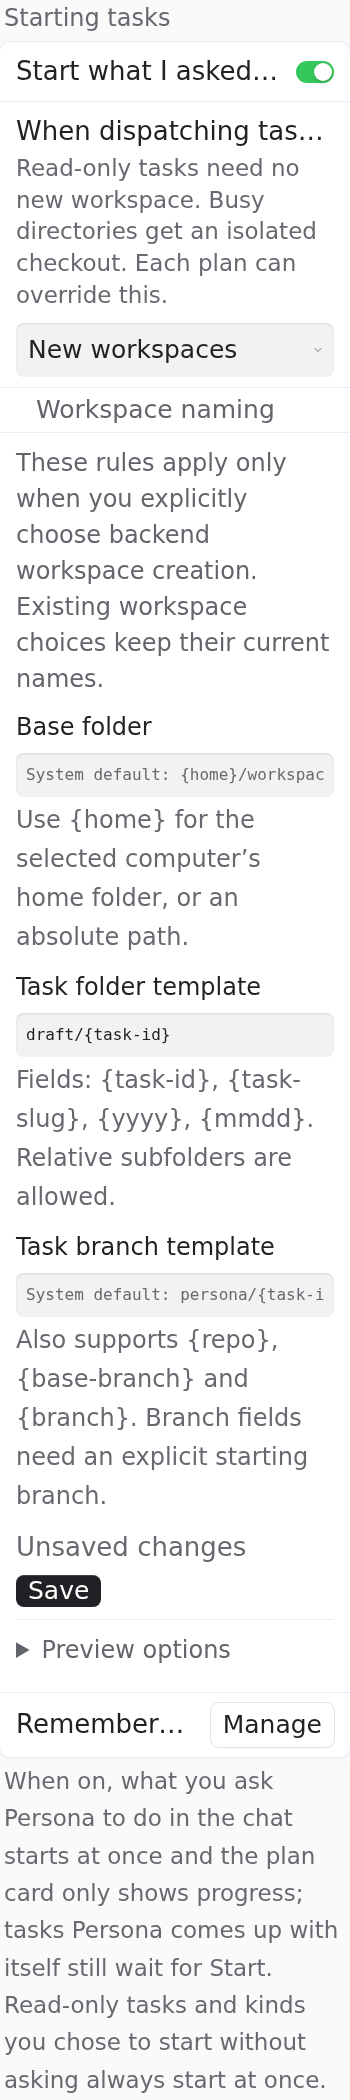 Starting tasks
Start what I asked…
When dispatching tas…
Read-only tasks need no
new workspace. Busy
directories get an isolated
checkout. Each plan can
override this.
New workspaces
Workspace naming
These rules apply only
when you explicitly
choose backend
workspace creation.
Existing workspace
choices keep their current
names.
Base folder
System default: {home}/workspac
Use {home} for the
selected computer’s
home folder, or an
absolute path.
Task folder template
draft/{task-id}
Fields: {task-id}, {task-
slug}, {yyyy}, {mmdd}.
Relative subfolders are
allowed.
Task branch template
System default: persona/{task-i
Also supports {repo},
{base-branch} and
{branch}. Branch fields
need an explicit starting
branch.
Unsaved changes
Save
Preview options
Remember…
Manage
When on, what you ask
Persona to do in the chat
starts at once and the plan
card only shows progress;
tasks Persona comes up with
itself still wait for Start.
Read-only tasks and kinds
you chose to start without
asking always start at once.